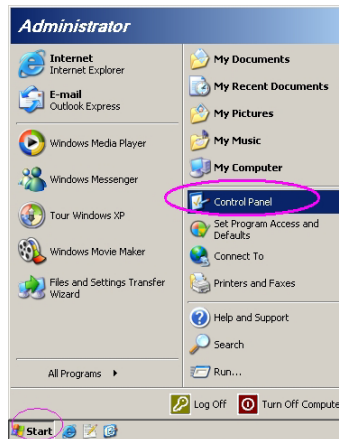 Administrator
Internet
Internet Explorer
E-mail
Outlook Express
Windows Media Player
Windows Messenger
Tour Windows XP
Windows Movie Maker
Files and Settings Transfer
Wizard
All Programs
My Documents
My Recent Documents
My Pictures
My Music
My Computer
Control Panel
Set Program Access and
Defaults
Connect To
Printers and Faxes
Help and Support
Search
Run...
Log Off
Turn Off Compute
Start